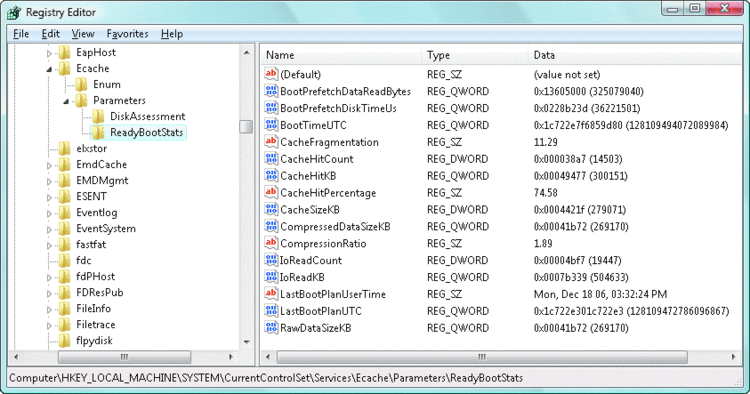 Registry Editor
File Edit View Favorites Help
EapHost
Ecache
Enum
Parameters
DiskAssessment
ReadyBootStats
elxstor
EmdCache
EMDMgmt
ESENT
Eventlog
EventSystem
fastfat
fdc
fdPHost
FDResPub
FileInfo
Filetrace
flpydisk
Name Type Data
(Default) REG_SZ (value not set)
BootPrefetchDataReadBytes REG_QWORD 0x13605000 (325079040)
BootPrefetchDiskTimeUs REG_QWORD 0x0228b23d (36221501)
BootTimeUTC REG_QWORD 0x1c722e7f6859d80 (128109494072089984)
CacheFragmentation REG_SZ 11.29
CacheHitCount REG_DWORD 0x000038a7 (14503)
CacheHitKB REG_QWORD 0x00049477 (300151)
CacheHitPercentage REG_SZ 74.58
CacheSizeKB REG_DWORD 0x0004421f (279071)
CompressedDataSizeKB REG_QWORD 0x00041b72 (269170)
CompressionRatio REG_SZ 1.89
IoReadCount REG_DWORD 0x00004bf7 (19447)
IoReadKB REG_QWORD 0x0007b339 (504633)
LastBootPlanUserTime REG_SZ Mon, Dec 18 06, 03:32:24 PM
LastBootPlanUTC REG_QWORD 0x1c722e301c722e3 (128109472786096867)
RawDataSizeKB REG_QWORD 0x00041b72 (269170)
Computer\HKEY_LOCAL_MACHINE\SYSTEM\CurrentControlSet\Services\Ecache\Parameters\ReadyBootStats